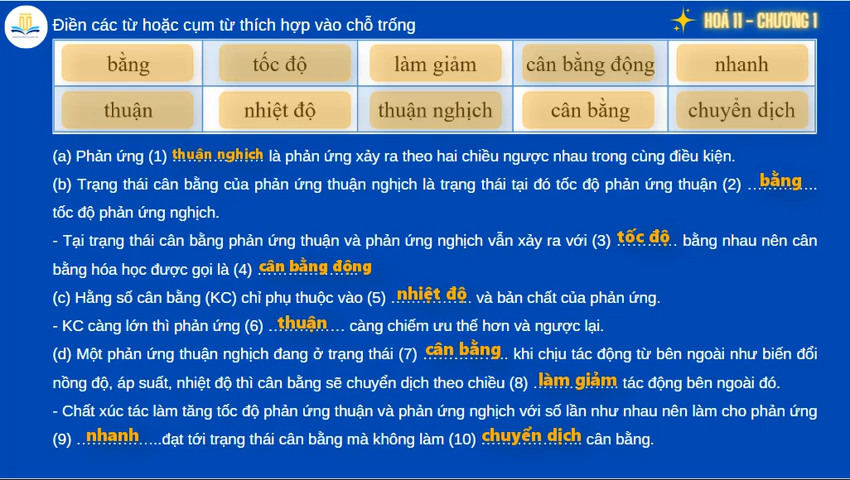 Điền các từ hoặc cụm từ thích hợp vào chỗ trống
HOÁ 11 – CHƯƠNG 1
bằng tốc độ làm giảm cân bằng động nhanh
thuận nhiệt độ thuận nghịch cân bằng chuyển dịch
(a) Phản ứng (1) thuận nghịch là phản ứng xảy ra theo hai chiều ngược nhau trong cùng điều kiện.
(b) Trạng thái cân bằng của phản ứng thuận nghịch là trạng thái tại đó tốc độ phản ứng thuận (2) bằng
tốc độ phản ứng nghịch.
- Tại trạng thái cân bằng phản ứng thuận và phản ứng nghịch vẫn xảy ra với (3) tốc độ bằng nhau nên cân
bằng hóa học được gọi là (4) cân bằng động
(c) Hằng số cân bằng (KC) chỉ phụ thuộc vào (5) nhiệt độ và bản chất của phản ứng.
- KC càng lớn thì phản ứng (6) thuận càng chiếm ưu thế hơn và ngược lại.
(d) Một phản ứng thuận nghịch đang ở trạng thái (7) cân bằng khi chịu tác động từ bên ngoài như biến đổi
nồng độ, áp suất, nhiệt độ thì cân bằng sẽ chuyển dịch theo chiều (8) làm giảm tác động bên ngoài đó.
- Chất xúc tác làm tăng tốc độ phản ứng thuận và phản ứng nghịch với số lần như nhau nên làm cho phản ứng
(9) nhanh đạt tới trạng thái cân bằng mà không làm (10) chuyển dịch cân bằng.